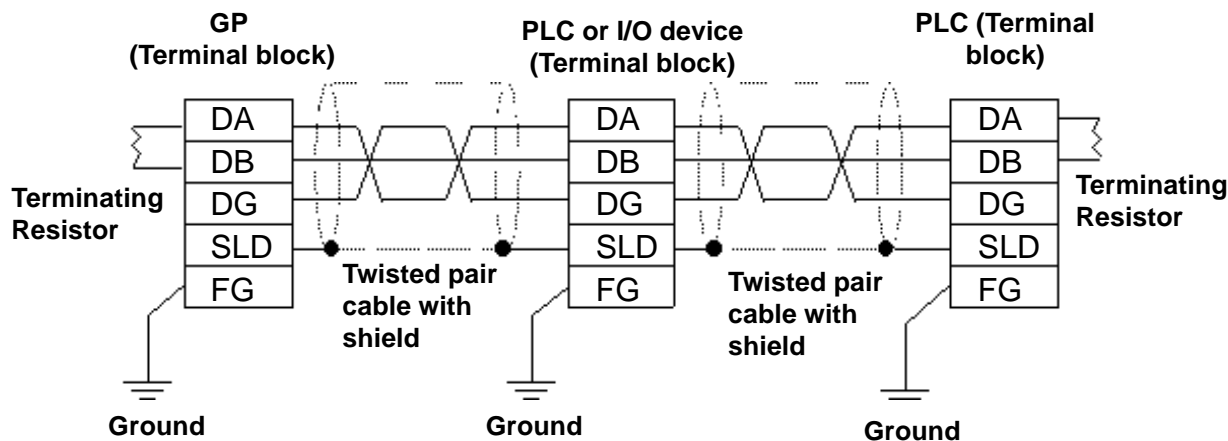 GP
(Terminal block)
PLC or I/O device
(Terminal block)
PLC (Terminal
block)
DA
DB
DG
SLD
FG
DA
DB
DG
SLD
FG
DA
DB
DG
SLD
FG
Terminating
Resistor
Twisted pair
cable with
shield
Twisted pair
cable with
shield
Terminating
Resistor
Ground
Ground
Ground